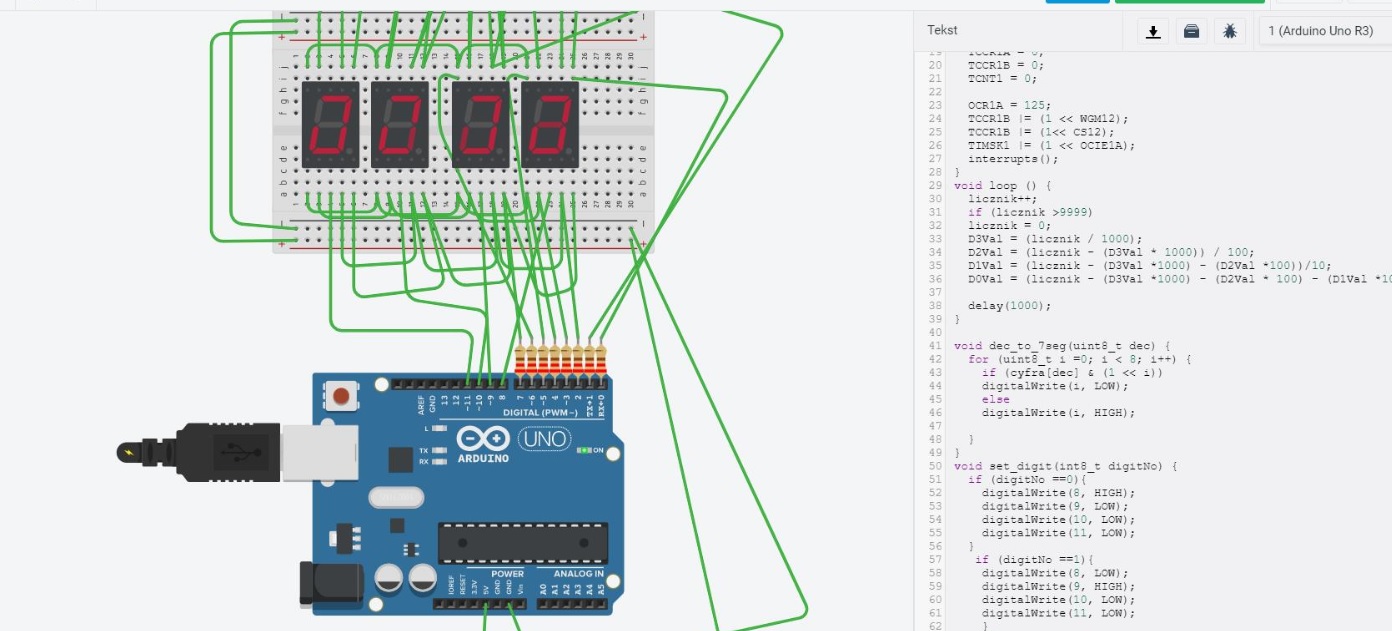 Tekst
1 (Arduino Uno R3)
20 TCCR1B = 0;
21 TCNT1 = 0;
22
23 OCR1A = 125;
24 TCCR1B |= (1 << WGM12);
25 TCCR1B |= (1<< CS12);
26 TIMSK1 |= (1 << OCIE1A);
27 interrupts();
28 }
29 void loop () {
30 licznik++;
31 if (licznik >9999)
32 licznik = 0;
33 D3Val = (licznik / 1000);
34 D2Val = (licznik - (D3Val * 1000)) / 100;
35 D1Val = (licznik - (D3Val *1000) - (D2Val *100))/10;
36 D0Val = (licznik - (D3Val *1000) - (D2Val * 100) - (D1Val *10
37
38 delay(1000);
39 }
40
41 void dec_to_7seg(uint8_t dec) {
42 for (uint8_t i =0; i < 8; i++) {
43 if (cyfra[dec] & (1 << i))
44 digitalWrite(i, LOW);
45 else
46 digitalWrite(i, HIGH);
47
48 }
49 }
50 void set_digit(int8_t digitNo) {
51 if (digitNo ==0){
52 digitalWrite(8, HIGH);
53 digitalWrite(9, LOW);
54 digitalWrite(10, LOW);
55 digitalWrite(11, LOW);
56 }
57 if (digitNo ==1){
58 digitalWrite(8, LOW);
59 digitalWrite(9, HIGH);
60 digitalWrite(10, LOW);
61 digitalWrite(11, LOW);
62 }
a b c d e
f g h i j
AREF GND 13 12 ~11 ~10 ~9 8 7 ~6 ~5 4 ~3 2 TX→1 RX←0
DIGITAL (PWM~)
L
TX
RX
UNO
ON
ARDUINO
POWER
ANALOG IN
IOREF RESET 3.3V 5V GND GND Vin A0 A1 A2 A3 A4 A5